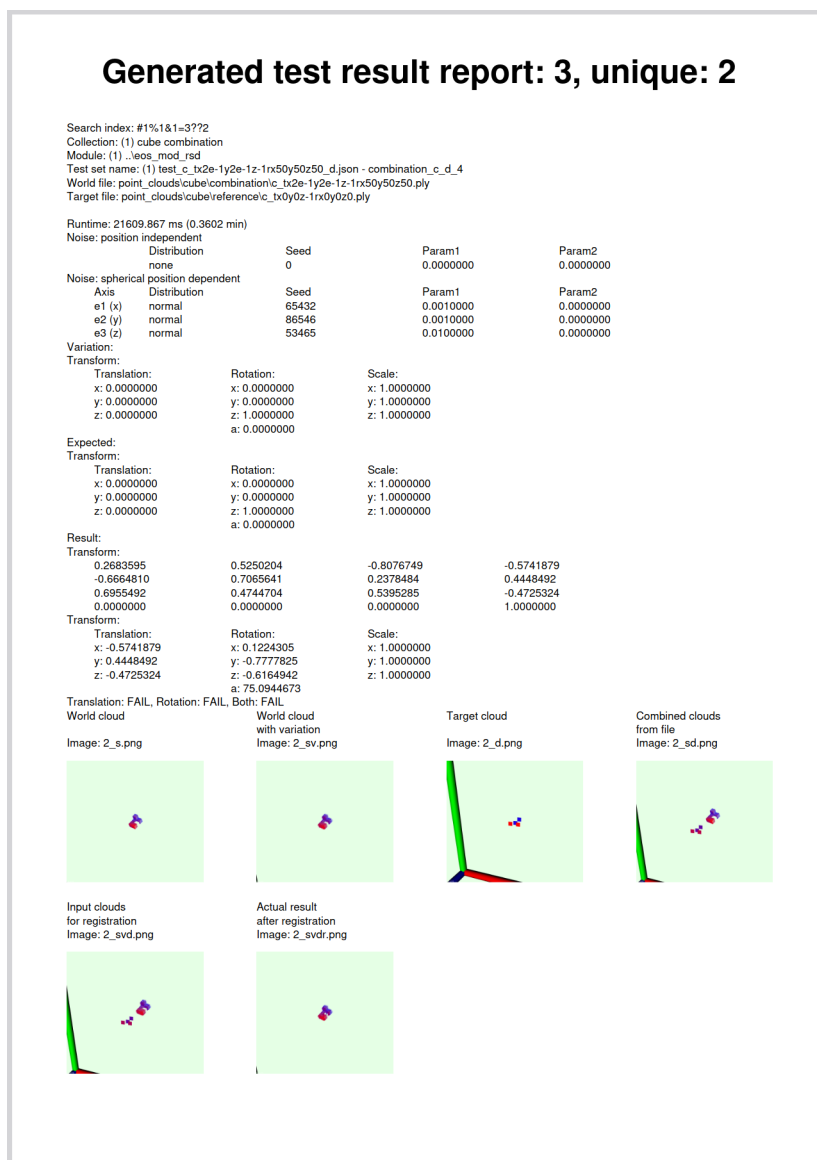 Generated test result report: 3, unique: 2
Search index: #1%1&1=3??2
Collection: (1) cube combination
Module: (1) ..\eos_mod_rsd
Test set name: (1) test_c_tx2e-1y2e-1z-1rx50y50z50_d.json - combination_c_d_4
World file: point_clouds\cube\combination\c_tx2e-1y2e-1z-1rx50y50z50.ply
Target file: point_clouds\cube\reference\c_tx0y0z-1rx0y0z0.ply
Runtime: 21609.867 ms (0.3602 min)
Noise: position independent
Distribution Seed Param1 Param2
none 0 0.0000000 0.0000000
Noise: spherical position dependent
Axis Distribution Seed Param1 Param2
e1 (x) normal 65432 0.0010000 0.0000000
e2 (y) normal 86546 0.0010000 0.0000000
e3 (z) normal 53465 0.0100000 0.0000000
Variation:
Transform:
Translation: Rotation: Scale:
x: 0.0000000 x: 0.0000000 x: 1.0000000
y: 0.0000000 y: 0.0000000 y: 1.0000000
z: 0.0000000 z: 1.0000000 z: 1.0000000
a: 0.0000000
Expected:
Transform:
Translation: Rotation: Scale:
x: 0.0000000 x: 0.0000000 x: 1.0000000
y: 0.0000000 y: 0.0000000 y: 1.0000000
z: 0.0000000 z: 1.0000000 z: 1.0000000
a: 0.0000000
Result:
Transform:
0.2683595 0.5250204 -0.8076749 -0.5741879
-0.6664810 0.7065641 0.2378484 0.4448492
0.6955492 0.4744704 0.5395285 -0.4725324
0.0000000 0.0000000 0.0000000 1.0000000
Transform:
Translation: Rotation: Scale:
x: -0.5741879 x: 0.1224305 x: 1.0000000
y: 0.4448492 y: -0.7777825 y: 1.0000000
z: -0.4725324 z: -0.6164942 z: 1.0000000
a: 75.0944673
Translation: FAIL, Rotation: FAIL, Both: FAIL
World cloud World cloud Target cloud Combined clouds
with variation from file
Image: 2_s.png Image: 2_sv.png Image: 2_d.png Image: 2_sd.png
Input clouds Actual result
for registration after registration
Image: 2_svd.png Image: 2_svdr.png